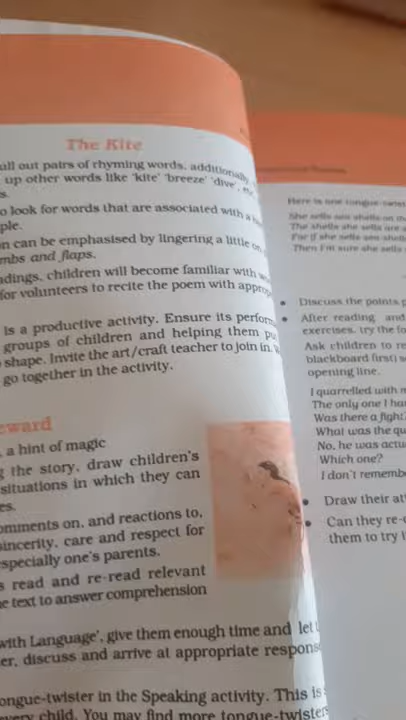 The Kite
all out pairs of rhyming words, additionally
up other words like 'kite' 'breeze' 'dive',
s.
o look for words that are associated with a
ple.
n can be emphasised by lingering a little on
mbs and flaps.
adings, children will become familiar with
for volunteers to recite the poem with approp
is a productive activity. Ensure its perform
groups of children and helping them pu
shape. Invite the art/craft teacher to join in.
go together in the activity.
eward
, a hint of magic
g the story, draw children's
situations in which they can
es.
omments on, and reactions to,
sincerity, care and respect for
specially one's parents.
s read and re-read relevant
e text to answer comprehension
with Language', give them enough time and let t
er, discuss and arrive at appropriate respons
ongue-twister in the Speaking activity. This is
every child. You may find more tongue-twisters
Here is one tongue-twist
She sells sea shells on th
The shells she sells are
For if she sells sea shell
Then I'm sure she sells
• Discuss the points
• After reading and
exercises, try the fo
Ask children to re
blackboard first) s
opening line.
I quarrelled with m
The only one I ha
Was there a fight
What was the qu
No, he was actu
Which one?
I don't rememb
• Draw their at
• Can they re-
them to try